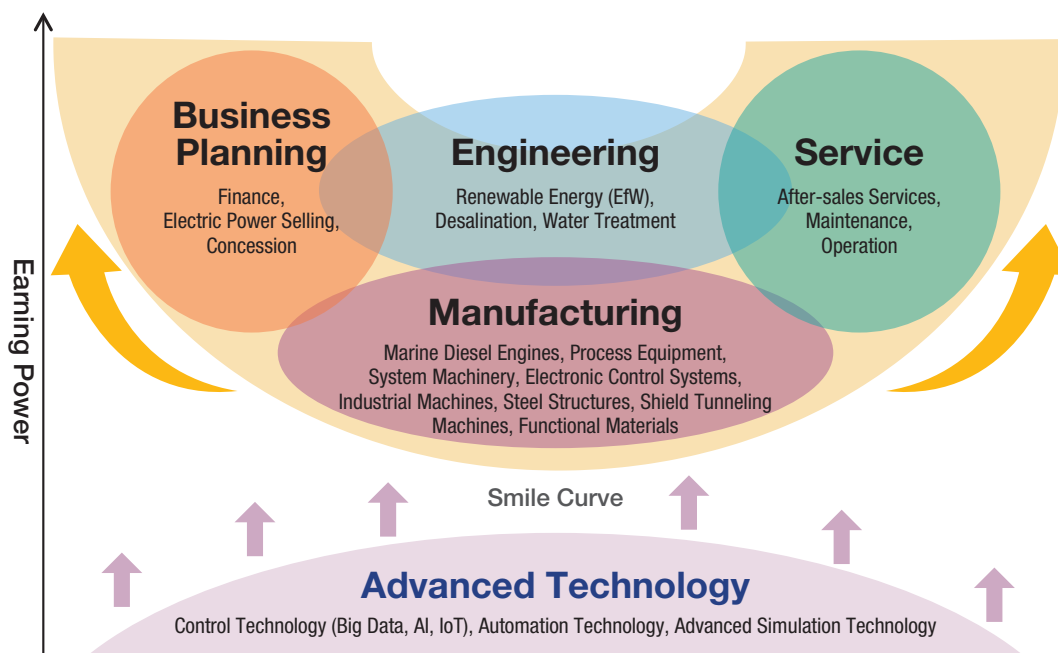 Earning Power
Business
Planning
Finance,
Electric Power Selling,
Concession
Engineering
Renewable Energy (EfW),
Desalination, Water Treatment
Service
After-sales Services,
Maintenance,
Operation
Manufacturing
Marine Diesel Engines, Process Equipment,
System Machinery, Electronic Control Systems,
Industrial Machines, Steel Structures, Shield Tunneling
Machines, Functional Materials
Smile Curve
Advanced Technology
Control Technology (Big Data, AI, IoT), Automation Technology, Advanced Simulation Technology